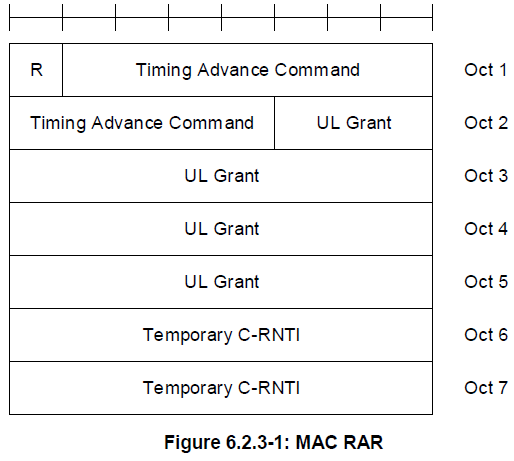 R Timing Advance Command Oct 1
Timing Advance Command UL Grant Oct 2
UL Grant Oct 3
UL Grant Oct 4
UL Grant Oct 5
Temporary C-RNTI Oct 6
Temporary C-RNTI Oct 7
Figure 6.2.3-1: MAC RAR